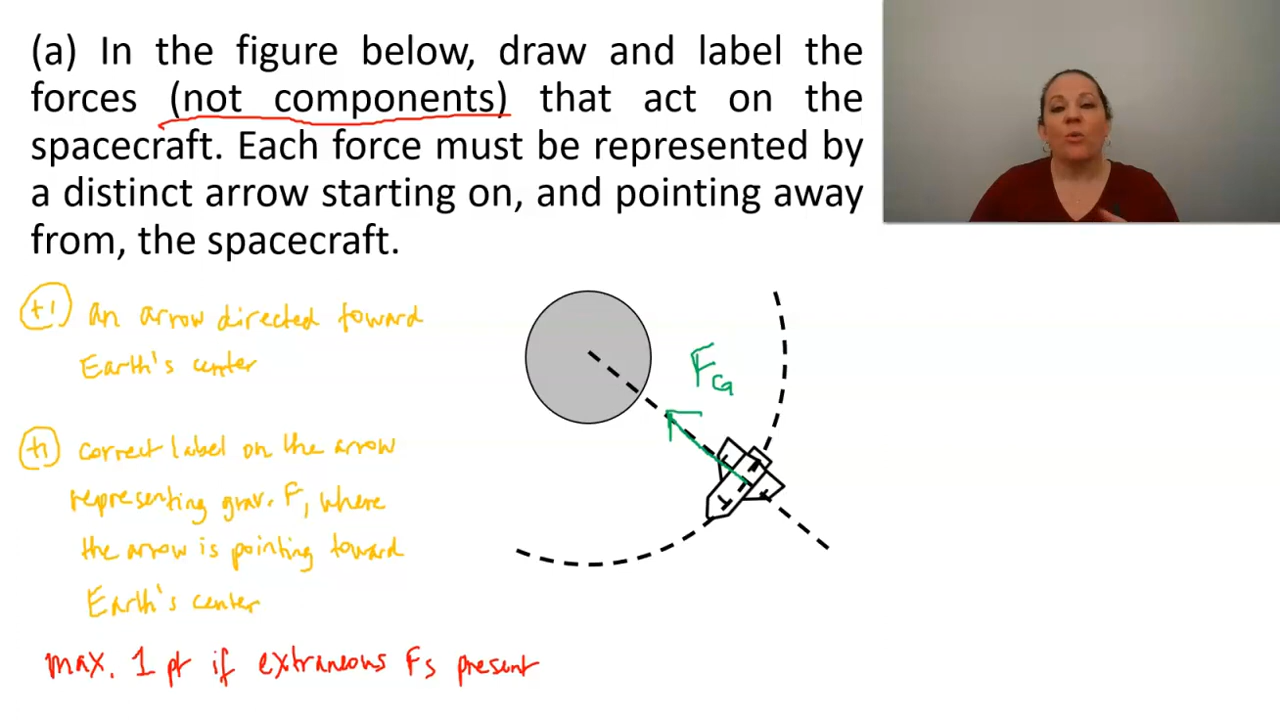 (a) In the figure below, draw and label the
forces (not components) that act on the
spacecraft. Each force must be represented by
a distinct arrow starting on, and pointing away
from, the spacecraft.
+1 an arrow directed toward
Earth's center
+1 correct label on the arrow
representing grav. F, where
the arrow is pointing toward
Earth's center
max. 1 pt if extraneous Fs present
FG